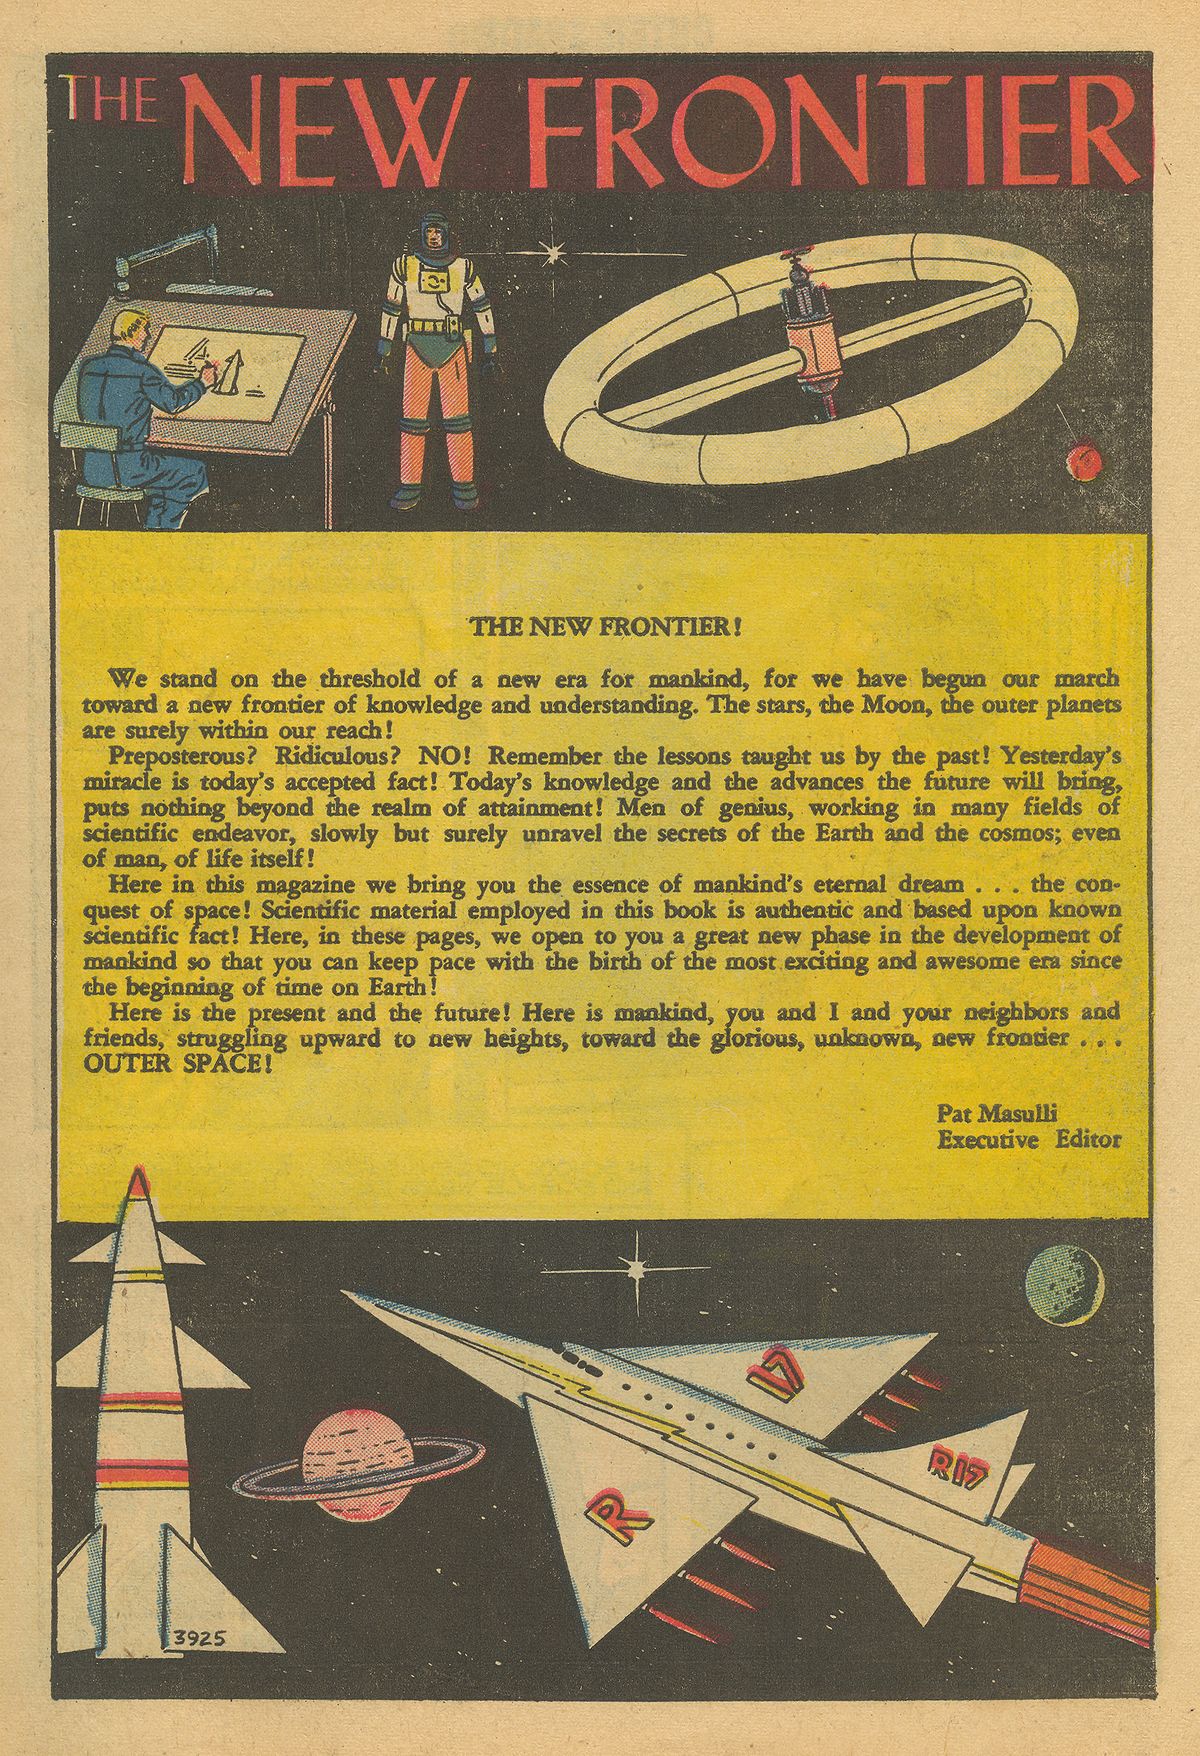 THE NEW FRONTIER
THE NEW FRONTIER!
We stand on the threshold of a new era for mankind, for we have begun our march
toward a new frontier of knowledge and understanding. The stars, the Moon, the outer planets
are surely within our reach!
Preposterous? Ridiculous? NO! Remember the lessons taught us by the past! Yesterday's
miracle is today's accepted fact! Today's knowledge and the advances the future will bring,
puts nothing beyond the realm of attainment! Men of genius, working in many fields of
scientific endeavor, slowly but surely unravel the secrets of the Earth and the cosmos; even
of man, of life itself!
Here in this magazine we bring you the essence of mankind's eternal dream . . . the con-
quest of space! Scientific material employed in this book is authentic and based upon known
scientific fact! Here, in these pages, we open to you a great new phase in the development of
mankind so that you can keep pace with the birth of the most exciting and awesome era since
the beginning of time on Earth!
Here is the present and the future! Here is mankind, you and I and your neighbors and
friends, struggling upward to new heights, toward the glorious, unknown, new frontier . . .
OUTER SPACE!
Pat Masulli
Executive Editor
17
R17
R
3925